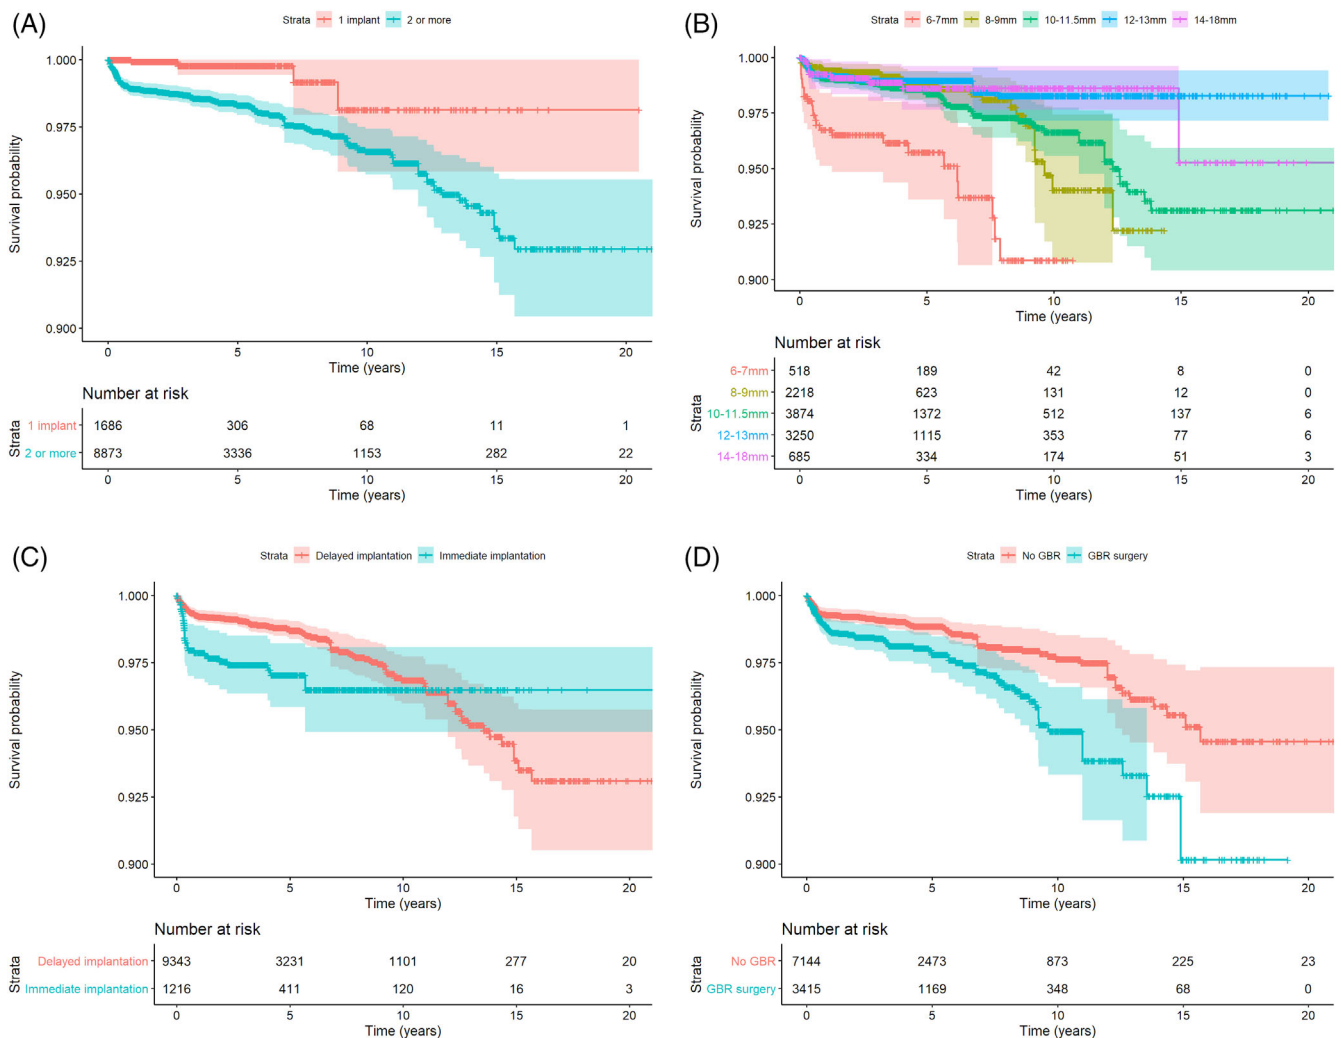 (A)
Strata 1 implant 2 or more
Survival probability
1.000
0.975
0.950
0.925
0.900
0 5 10 15 20
Time (years)
Number at risk
Strata
1 implant 1686 306 68 11 1
2 or more 8873 3336 1153 282 22
0 5 10 15 20
Time (years)
(B)
Strata 6-7mm 8-9mm 10-11.5mm 12-13mm 14-18mm
Survival probability
1.000
0.975
0.950
0.925
0.900
0 5 10 15 20
Time (years)
Number at risk
Strata
6-7mm 518 189 42 8 0
8-9mm 2218 623 131 12 0
10-11.5mm 3874 1372 512 137 6
12-13mm 3250 1115 353 77 6
14-18mm 685 334 174 51 3
0 5 10 15 20
Time (years)
(C)
Strata Delayed implantation Immediate implantation
Survival probability
1.000
0.975
0.950
0.925
0.900
0 5 10 15 20
Time (years)
Number at risk
Strata
Delayed implantation 9343 3231 1101 277 20
Immediate implantation 1216 411 120 16 3
0 5 10 15 20
Time (years)
(D)
Strata No GBR GBR surgery
Survival probability
1.000
0.975
0.950
0.925
0.900
0 5 10 15 20
Time (years)
Number at risk
Strata
No GBR 7144 2473 873 225 23
GBR surgery 3415 1169 348 68 0
0 5 10 15 20
Time (years)